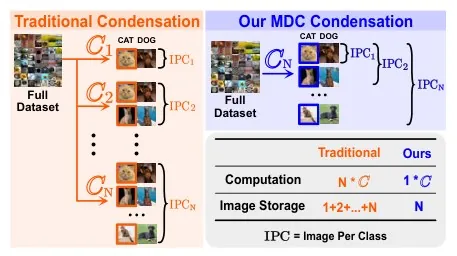 Traditional Condensation
ℂ1
CAT DOG
IPC1
Full
Dataset
ℂ2
IPC2
ℂN
IPCN
...
Our MDC Condensation
CAT DOG
ℂN
IPC1
IPC2
IPCN
...
Full
Dataset
Traditional Ours
Computation N * ℂ 1 * ℂ
Image Storage 1+2+...+N N
IPC = Image Per Class